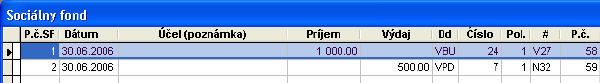 Sociálny fond
P.č.SF Dátum Účel (poznámka) Príjem Výdaj Dd Číslo Pol. # P.č.
1 30.06.2006 1 000.00 VBU 24 1 V27 58
2 30.06.2006 500.00 VPD 7 1 N32 59